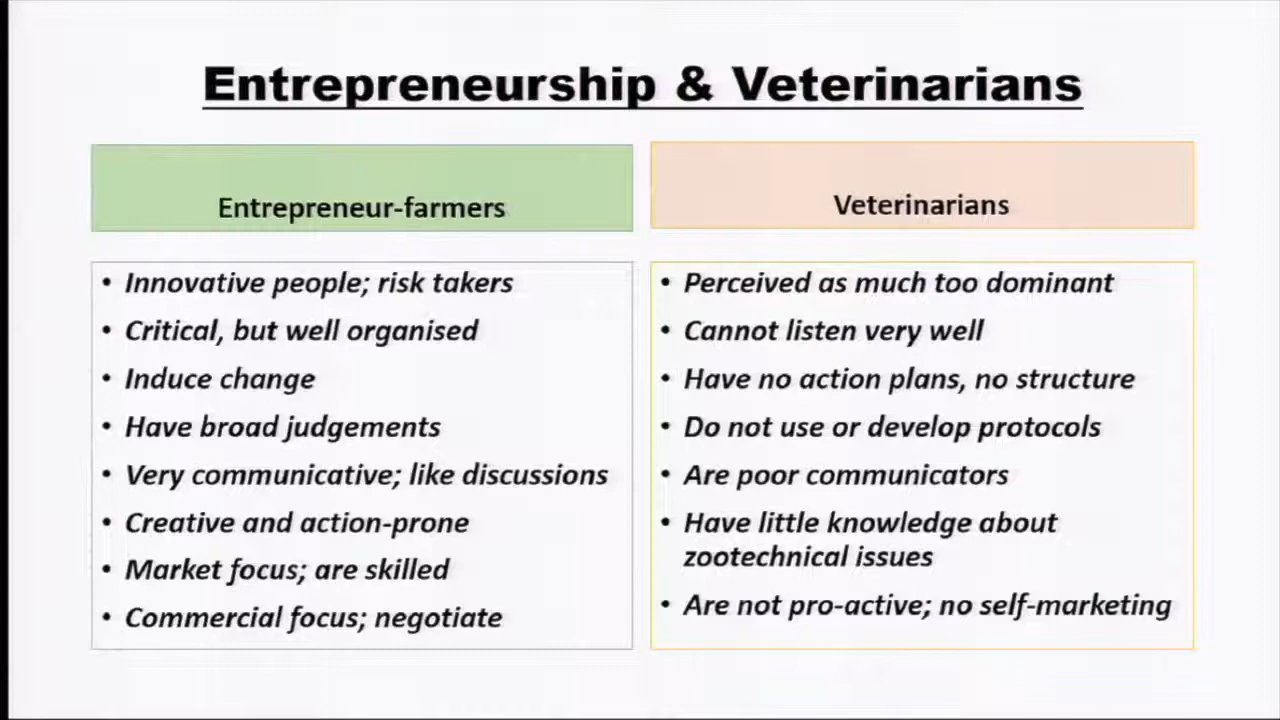 Entrepreneurship & Veterinarians
Entrepreneur-farmers
• Innovative people; risk takers
• Critical, but well organised
• Induce change
• Have broad judgements
• Very communicative; like discussions
• Creative and action-prone
• Market focus; are skilled
• Commercial focus; negotiate
Veterinarians
• Perceived as much too dominant
• Cannot listen very well
• Have no action plans, no structure
• Do not use or develop protocols
• Are poor communicators
• Have little knowledge about
zootechnical issues
• Are not pro-active; no self-marketing